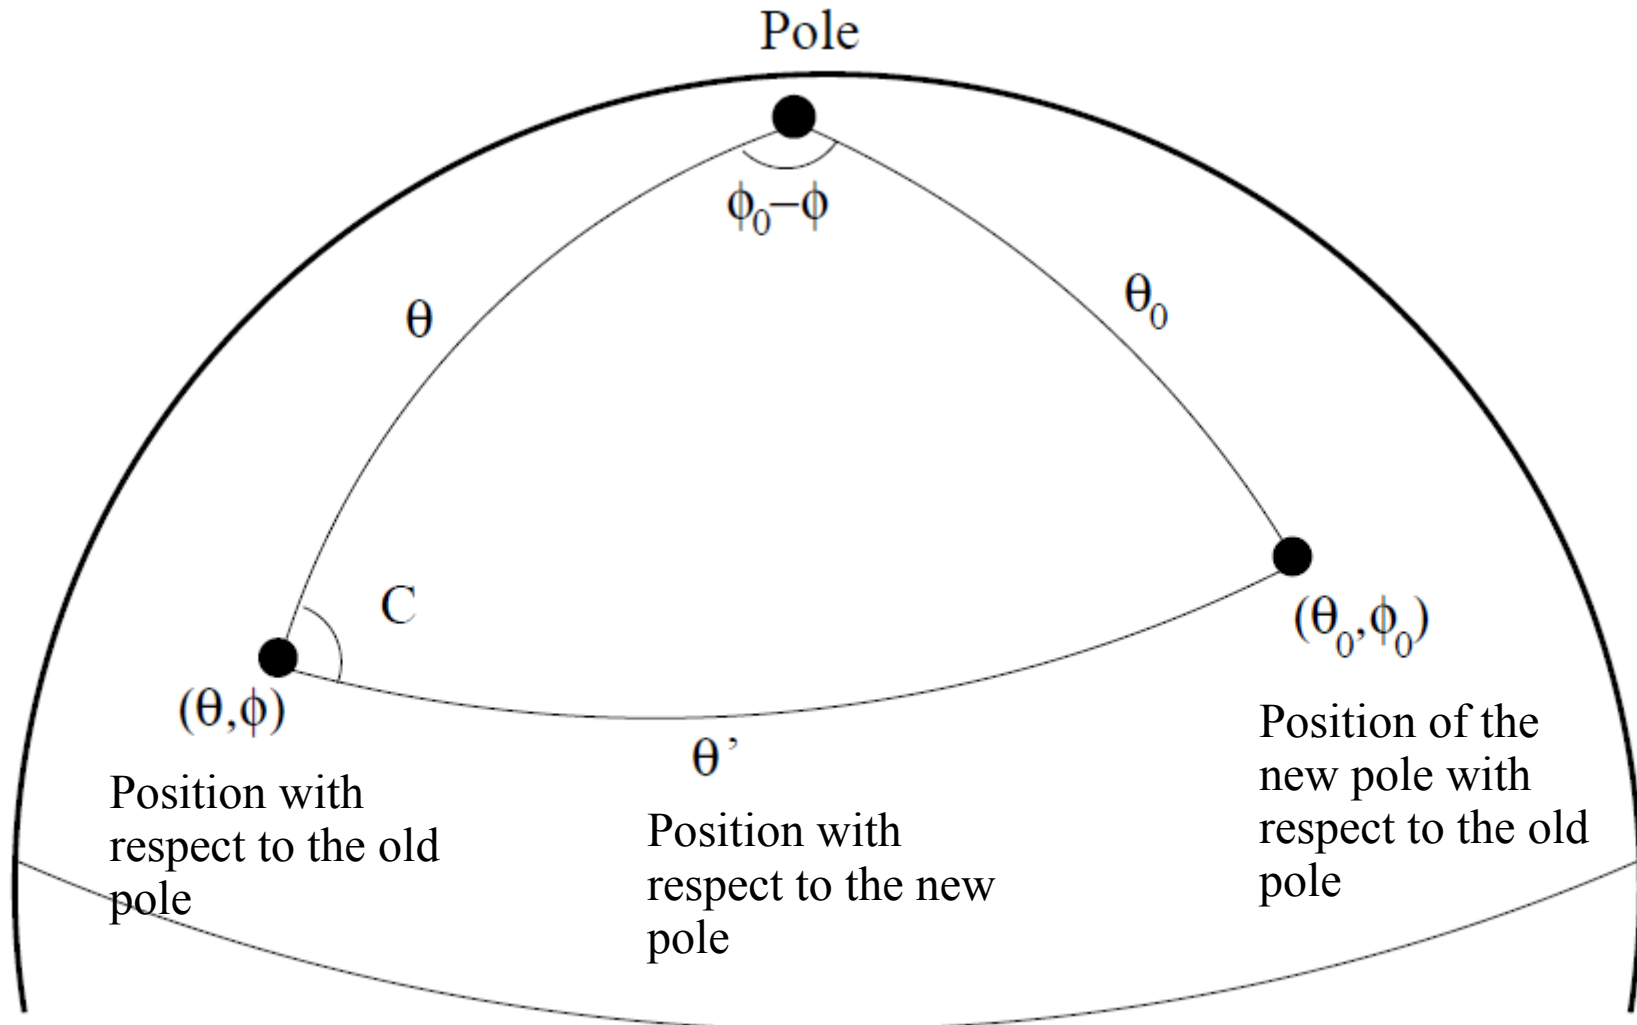 Pole
ϕ₀−ϕ
θ
θ₀
C
(θ,ϕ)
(θ₀,ϕ₀)
θ’
Position with
respect to the old
pole
Position with
respect to the new
pole
Position of the
new pole with
respect to the old
pole